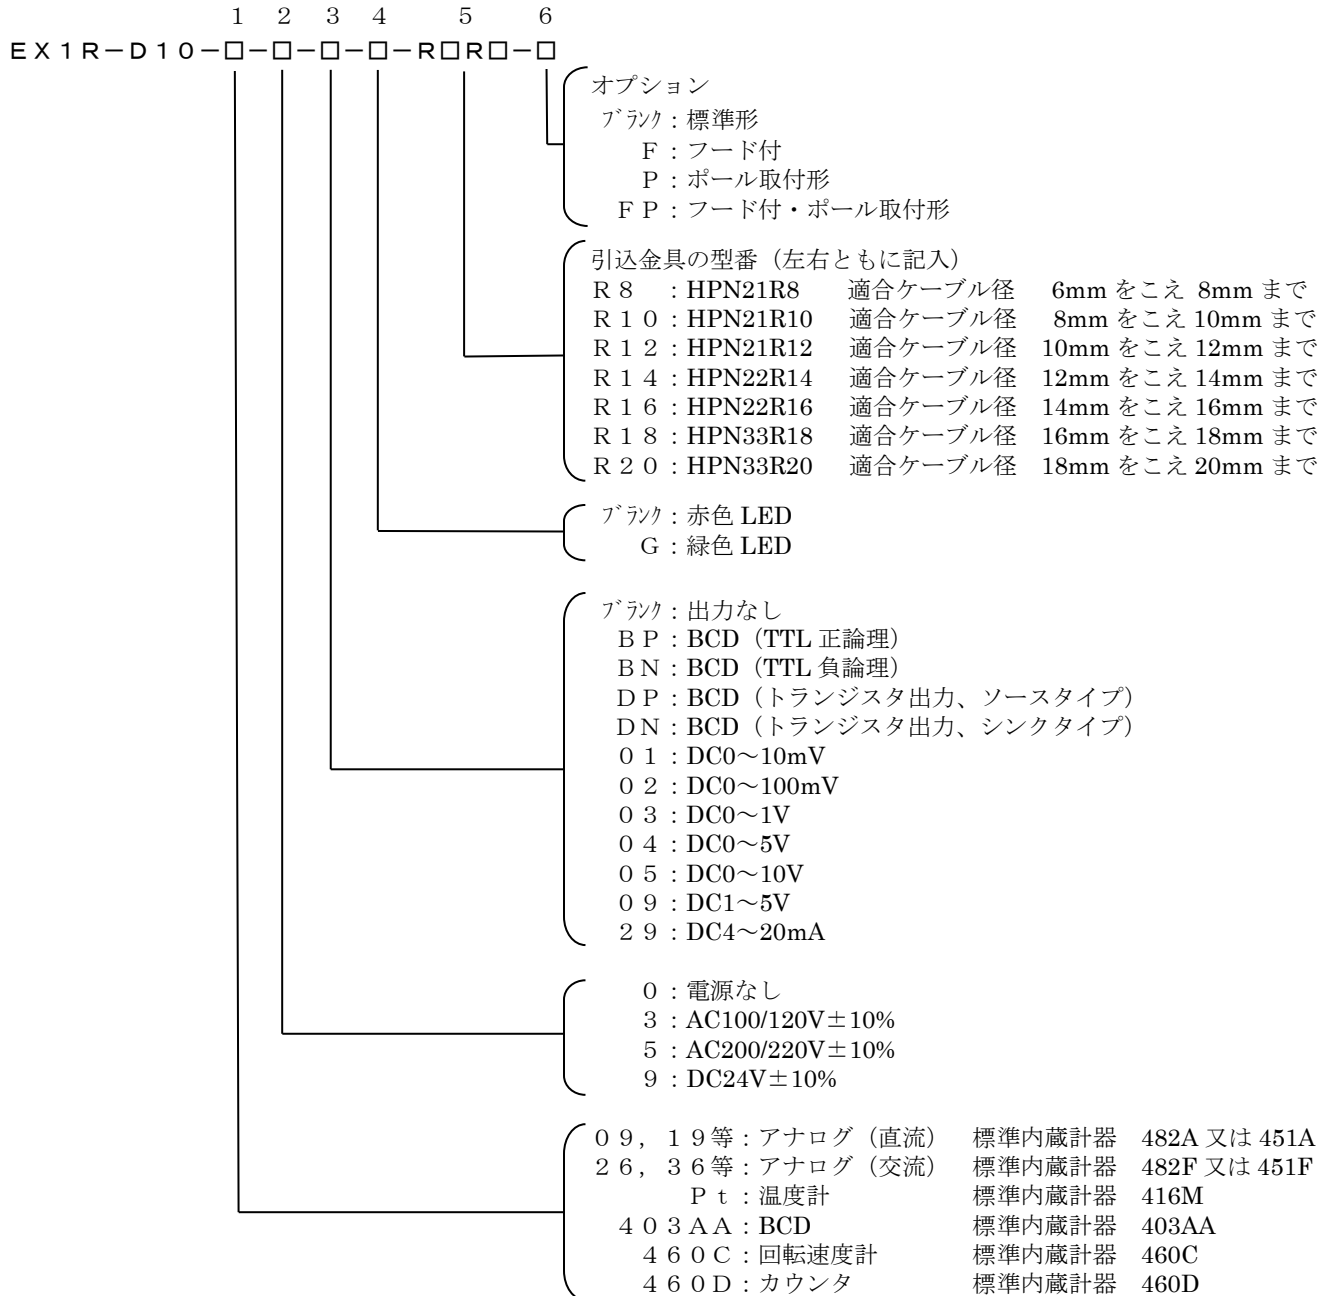 1 2 3 4 5 6
EX1R－D10－□－□－□－□－R□R□－□
オプション
ﾌﾞﾗﾝｸ：標準形
F：フード付
P：ポール取付形
FP：フード付・ポール取付形
引込金具の型番（左右ともに記入）
R8 ：HPN21R8 適合ケーブル径 6mm をこえ 8mm まで
R10：HPN21R10 適合ケーブル径 8mm をこえ 10mm まで
R12：HPN21R12 適合ケーブル径 10mm をこえ 12mm まで
R14：HPN22R14 適合ケーブル径 12mm をこえ 14mm まで
R16：HPN22R16 適合ケーブル径 14mm をこえ 16mm まで
R18：HPN33R18 適合ケーブル径 16mm をこえ 18mm まで
R20：HPN33R20 適合ケーブル径 18mm をこえ 20mm まで
ﾌﾞﾗﾝｸ：赤色 LED
G：緑色 LED
ﾌﾞﾗﾝｸ：出力なし
BP：BCD（TTL 正論理）
BN：BCD（TTL 負論理）
DP：BCD（トランジスタ出力、ソースタイプ）
DN：BCD（トランジスタ出力、シンクタイプ）
01：DC0～10mV
02：DC0～100mV
03：DC0～1V
04：DC0～5V
05：DC0～10V
09：DC1～5V
29：DC4～20mA
0：電源なし
3：AC100/120V±10%
5：AC200/220V±10%
9：DC24V±10%
09，19等：アナログ（直流） 標準内蔵計器 482A 又は 451A
26，36等：アナログ（交流） 標準内蔵計器 482F 又は 451F
Pt：温度計 標準内蔵計器 416M
403AA：BCD 標準内蔵計器 403AA
460C：回転速度計 標準内蔵計器 460C
460D：カウンタ 標準内蔵計器 460D